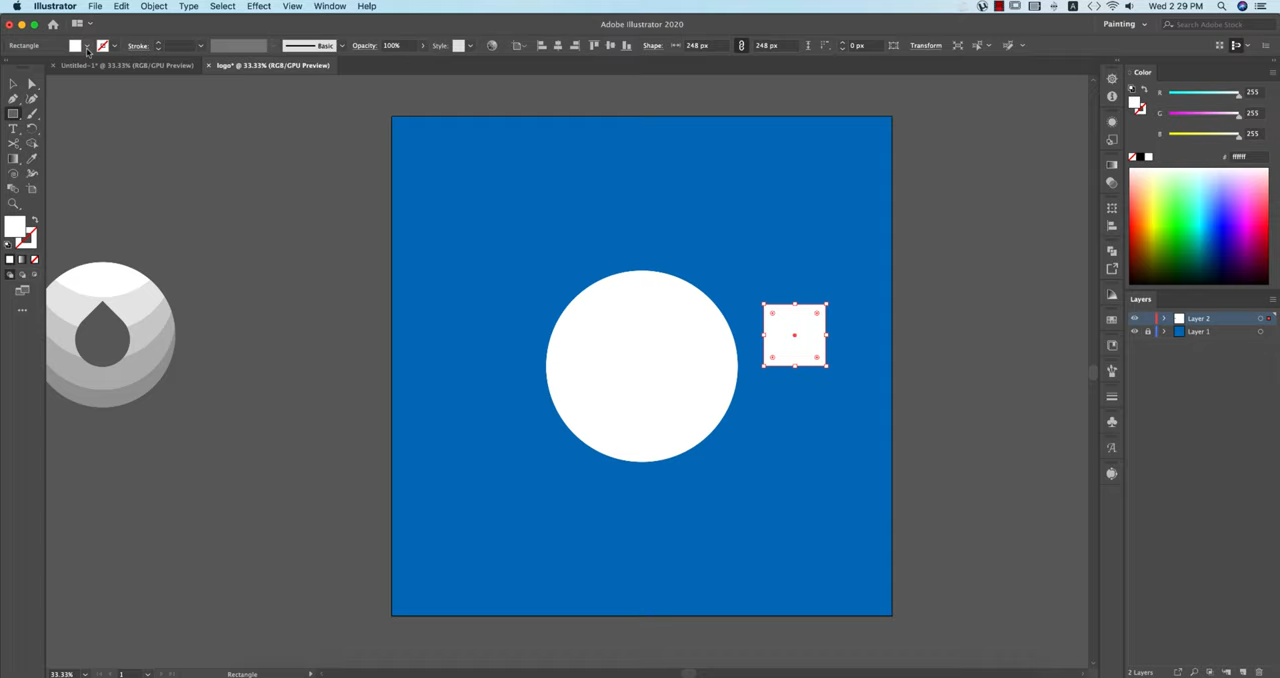 Illustrator File Edit Object Type Select Effect View Window Help
A Wed 2 29 PM
Adobe Illustrator 2020
Painting
Search Adobe Stock
Rectangle Stroke: Basic Opacity: 100% Style: Shape: 248 px 248 px 0 px Transform
Untitled-1* @ 33.33% (RGB/GPU Preview) logo* @ 33.33% (RGB/GPU Preview)
Color
R 255
G 255
B 255
# ffffff
Layers
Layer 2
Layer 1
33.33% 1 Rectangle
2 Layers